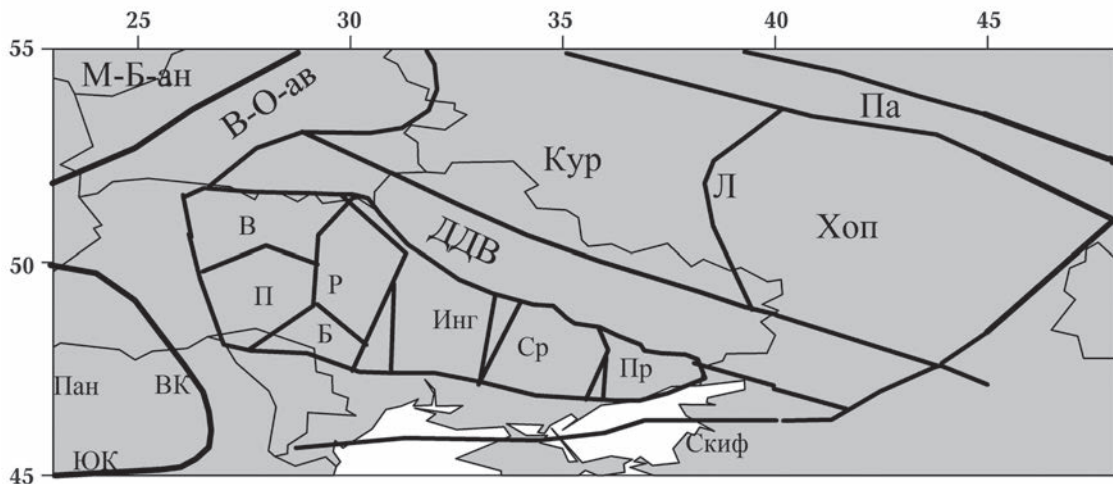 25 30 35 40 45
55
М-Б-ан
В-О-ав
Па
Кур
Л
Хоп
В
ДДВ
50
П
Р
Инг
Б
Ср
Пр
Пан
ВК
Скиф
ЮК
45